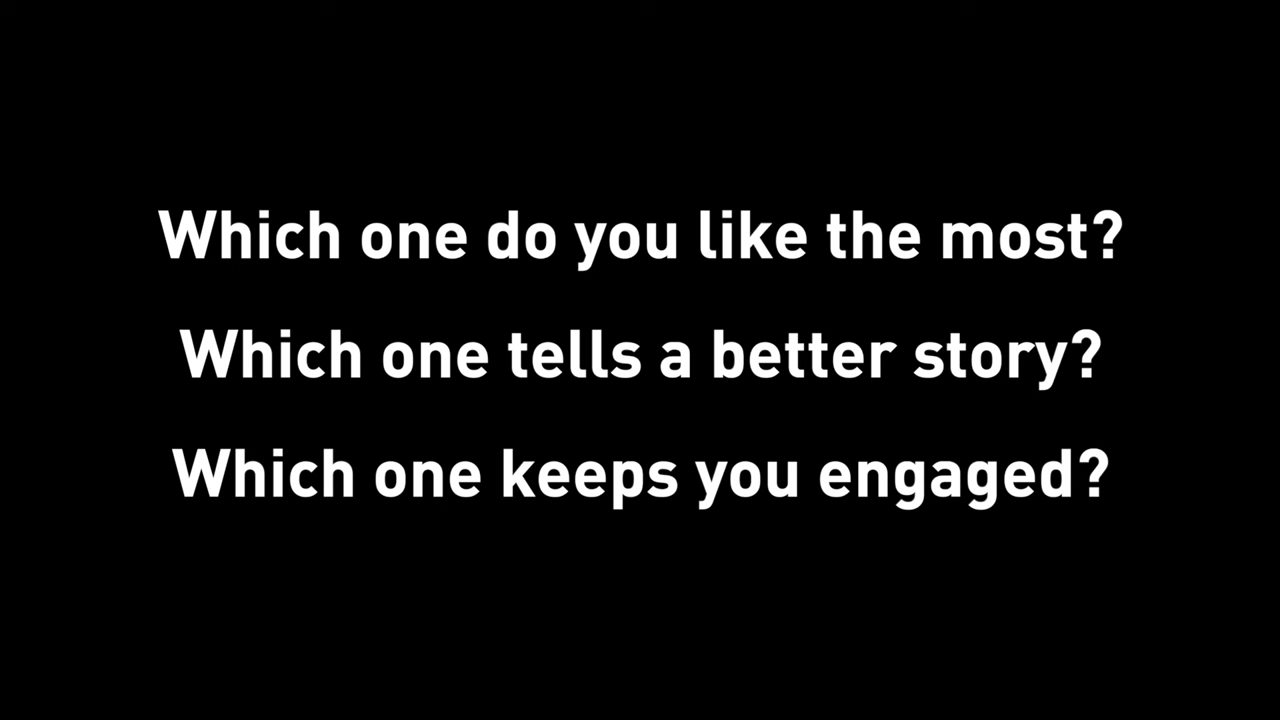 Which one do you like the most?
Which one tells a better story?
Which one keeps you engaged?